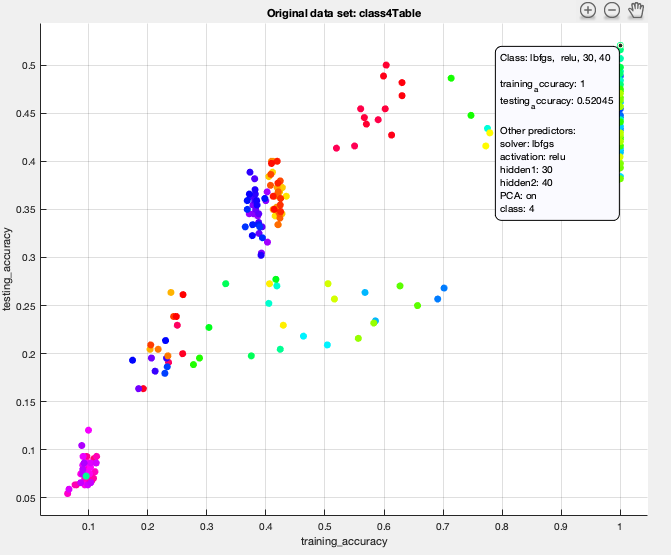 Original data set: class4Table
Class: lbfgs, relu, 30, 40
training_accuracy: 1
testing_accuracy: 0.52045
Other predictors:
solver: lbfgs
activation: relu
hidden1: 30
hidden2: 40
PCA: on
class: 4
testing_accuracy
0.5
0.45
0.4
0.35
0.3
0.25
0.2
0.15
0.1
0.05
0.1 0.2 0.3 0.4 0.5 0.6 0.7 0.8 0.9 1
training_accuracy